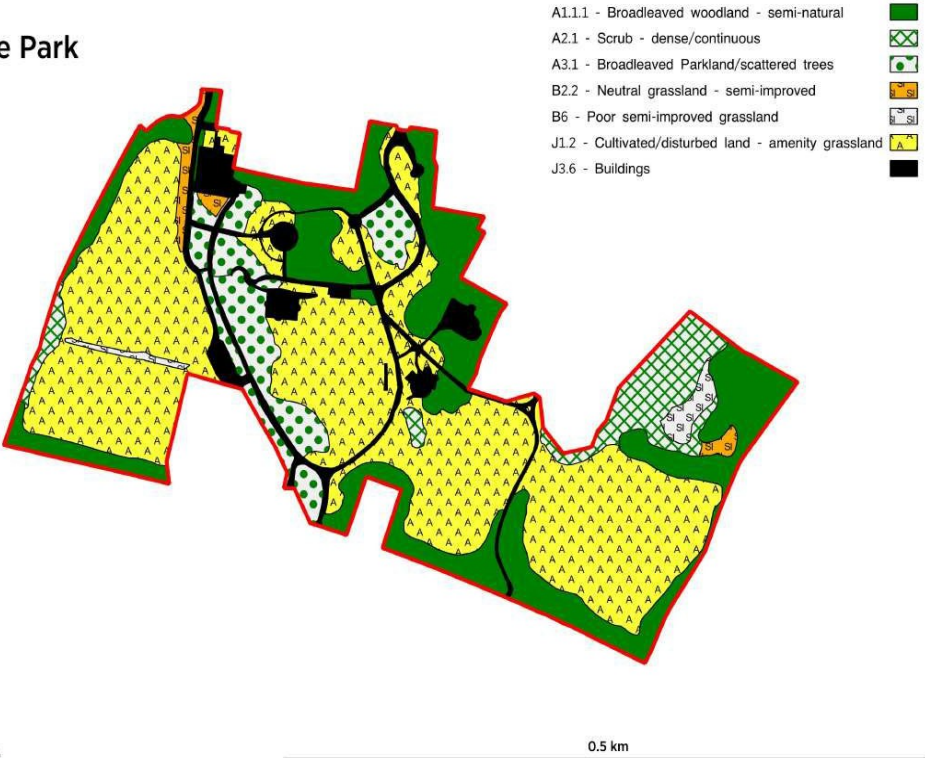 e Park
A1.1.1 - Broadleaved woodland - semi-natural
A2.1 - Scrub - dense/continuous
A3.1 - Broadleaved Parkland/scattered trees
B2.2 - Neutral grassland - semi-improved
B6 - Poor semi-improved grassland
J1.2 - Cultivated/disturbed land - amenity grassland
J3.6 - Buildings
0.5 km